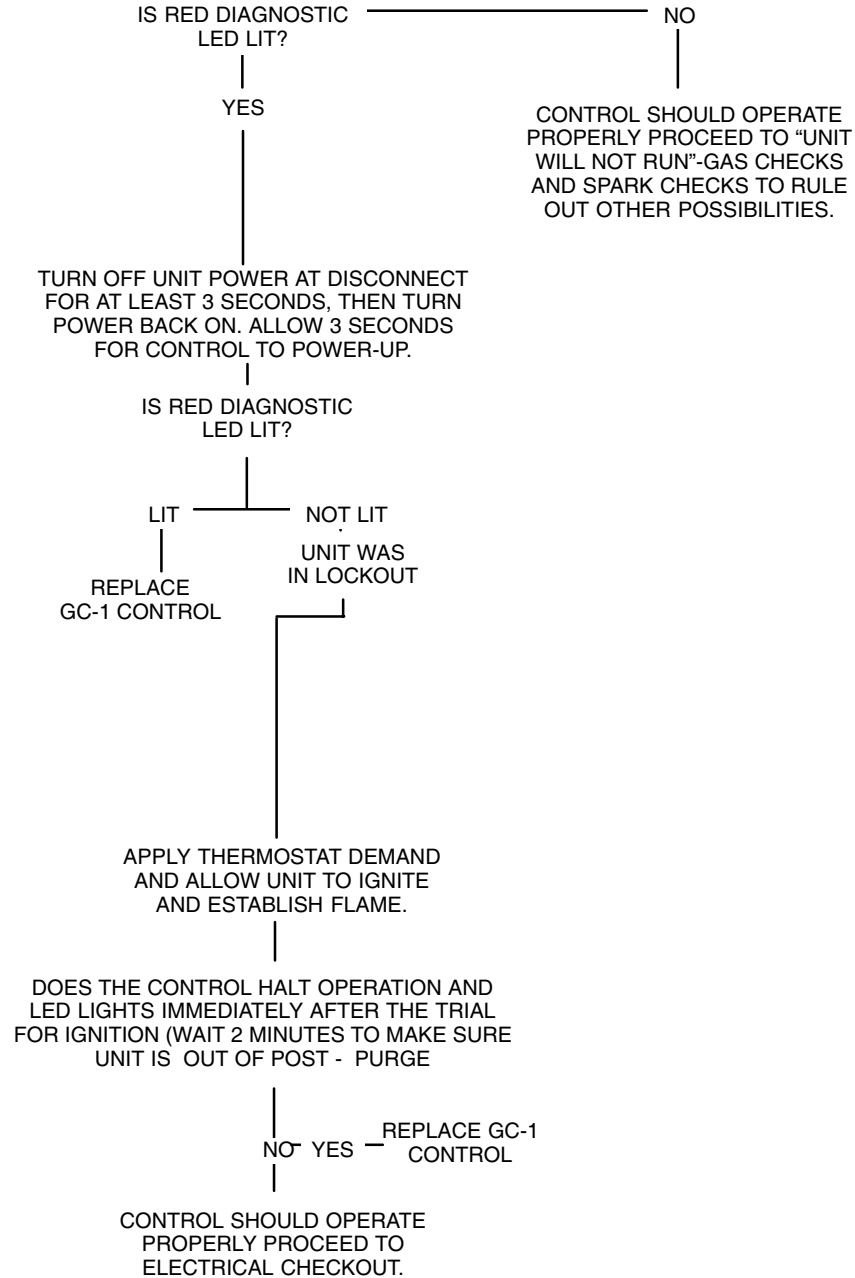 IS RED DIAGNOSTIC
LED LIT?
NO
YES
CONTROL SHOULD OPERATE
PROPERLY PROCEED TO “UNIT
WILL NOT RUN”-GAS CHECKS
AND SPARK CHECKS TO RULE
OUT OTHER POSSIBILITIES.
TURN OFF UNIT POWER AT DISCONNECT
FOR AT LEAST 3 SECONDS, THEN TURN
POWER BACK ON. ALLOW 3 SECONDS
FOR CONTROL TO POWER-UP.
IS RED DIAGNOSTIC
LED LIT?
LIT
NOT LIT
UNIT WAS
IN LOCKOUT
REPLACE
GC-1 CONTROL
APPLY THERMOSTAT DEMAND
AND ALLOW UNIT TO IGNITE
AND ESTABLISH FLAME.
DOES THE CONTROL HALT OPERATION AND
LED LIGHTS IMMEDIATELY AFTER THE TRIAL
FOR IGNITION (WAIT 2 MINUTES TO MAKE SURE
UNIT IS OUT OF POST - PURGE
NO
YES
REPLACE GC-1
CONTROL
CONTROL SHOULD OPERATE
PROPERLY PROCEED TO
ELECTRICAL CHECKOUT.